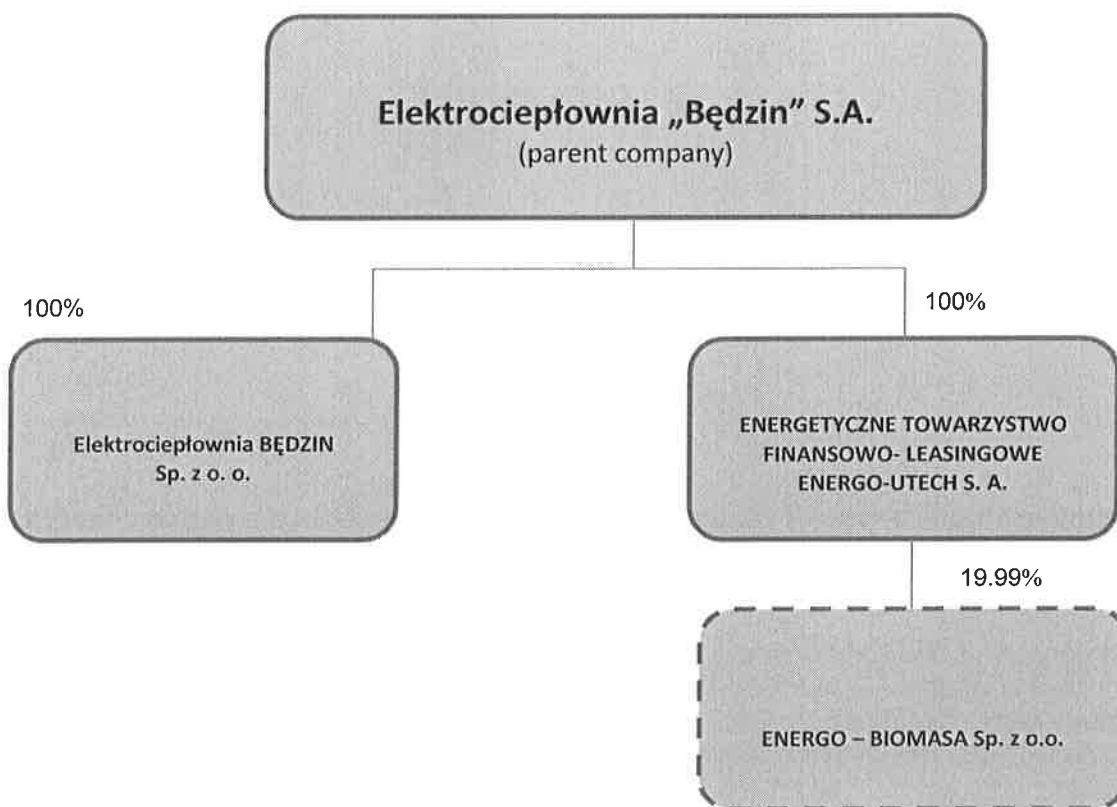 Elektrociepłownia „Będzin” S.A.
(parent company)
100%
100%
Elektrociepłownia BĘDZIN
Sp. z o. o.
ENERGETYCZNE TOWARZYSTWO
FINANSOWO- LEASINGOWE
ENERGO-UTECH S. A.
19.99%
ENERGO – BIOMASA Sp. z o.o.